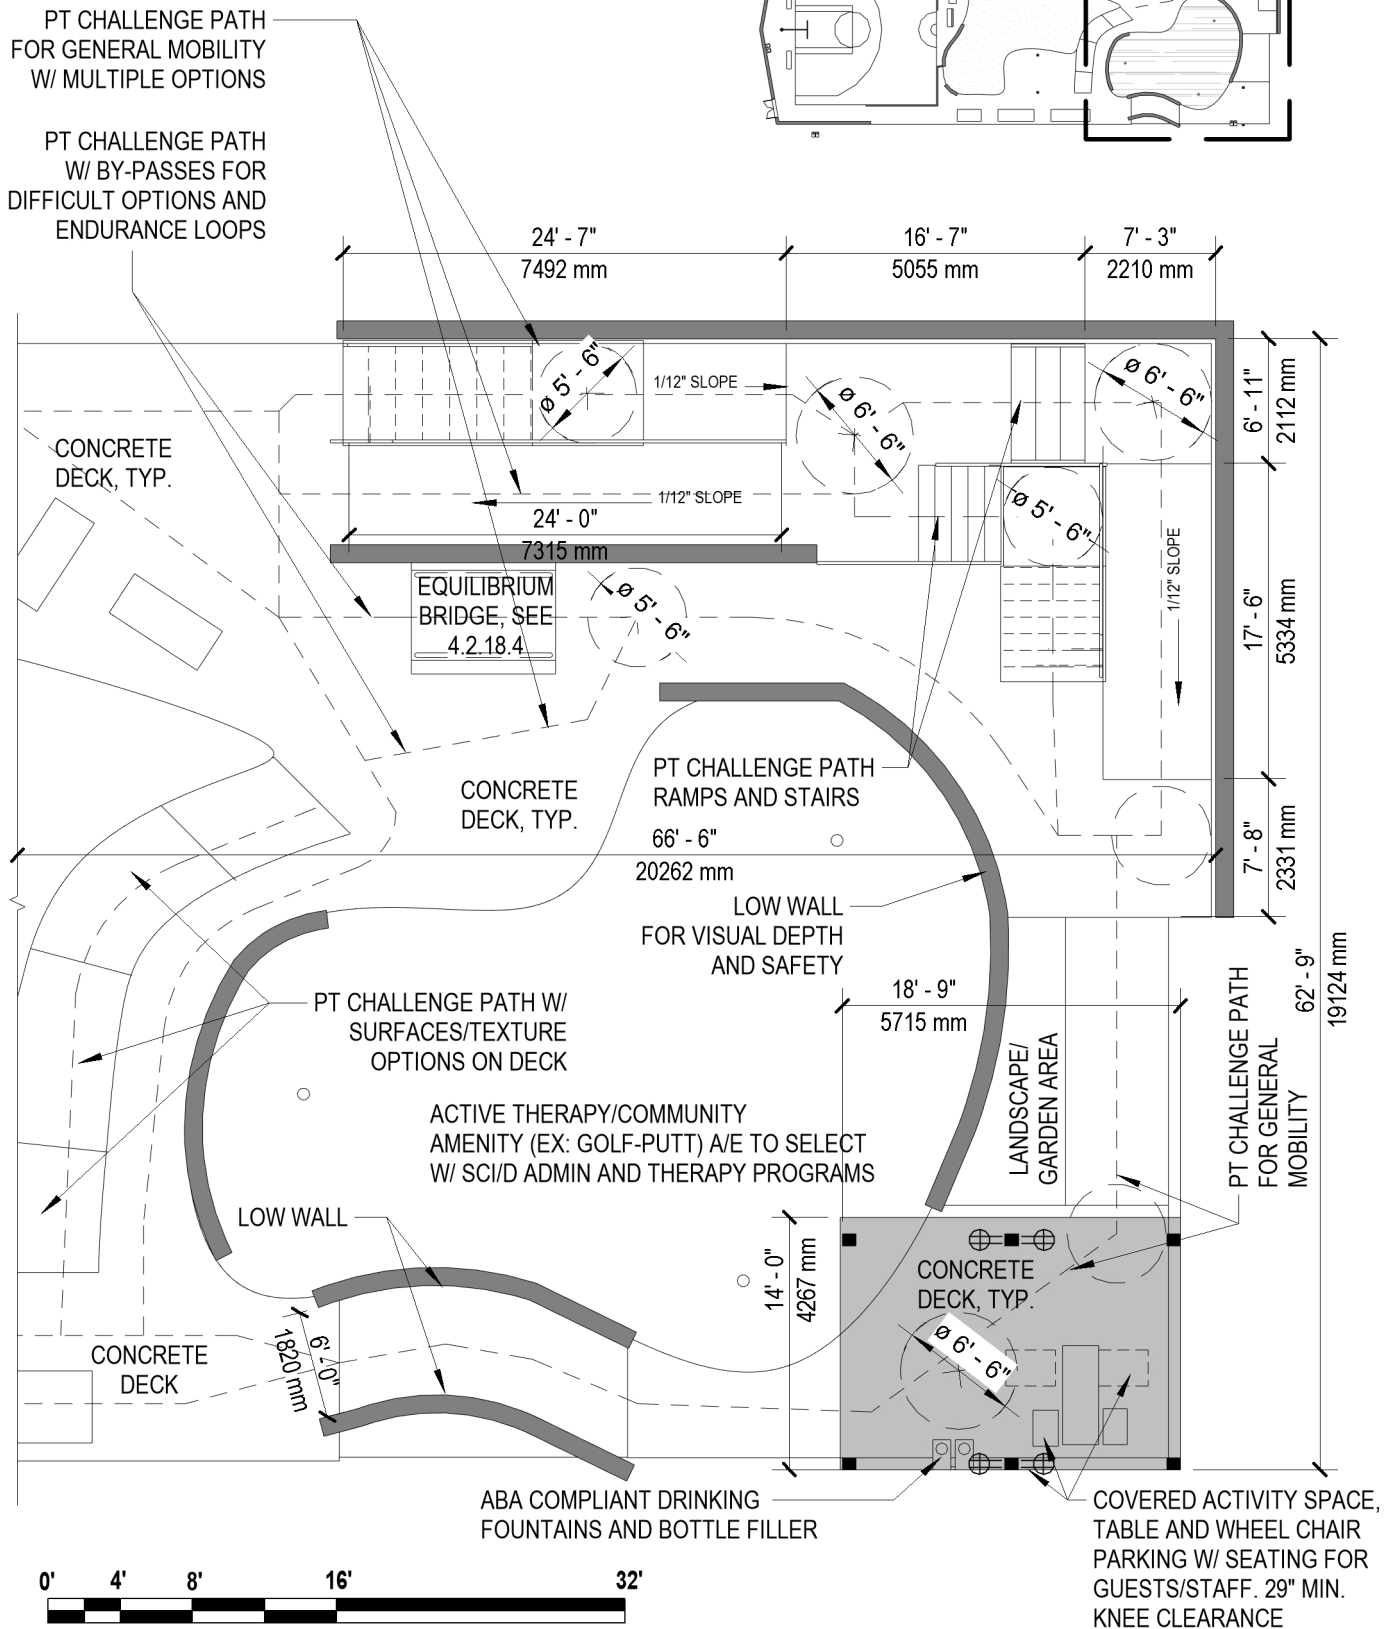 PT CHALLENGE PATH
FOR GENERAL MOBILITY
W/ MULTIPLE OPTIONS
PT CHALLENGE PATH
W/ BY-PASSES FOR
DIFFICULT OPTIONS AND
ENDURANCE LOOPS
24' - 7"
7492 mm
16' - 7"
5055 mm
7' - 3"
2210 mm
ø 5' - 6"
1/12" SLOPE
ø 6' - 6"
ø 6' - 6"
6' - 11"
2112 mm
CONCRETE
DECK, TYP.
1/12" SLOPE
24' - 0"
7315 mm
ø 5' - 6"
1/12" SLOPE
17' - 6"
5334 mm
EQUILIBRIUM
BRIDGE, SEE
4.2.18.4
ø 5' - 6"
PT CHALLENGE PATH
RAMPS AND STAIRS
CONCRETE
DECK, TYP.
66' - 6"
20262 mm
7' - 8"
2331 mm
LOW WALL
FOR VISUAL DEPTH
AND SAFETY
62' - 9"
19124 mm
18' - 9"
5715 mm
PT CHALLENGE PATH W/
SURFACES/TEXTURE
OPTIONS ON DECK
LANDSCAPE/
GARDEN AREA
PT CHALLENGE PATH
FOR GENERAL
MOBILITY
ACTIVE THERAPY/COMMUNITY
AMENITY (EX: GOLF-PUTT) A/E TO SELECT
W/ SCI/D ADMIN AND THERAPY PROGRAMS
LOW WALL
14' - 0"
4267 mm
CONCRETE
DECK, TYP.
6' - 0"
1820 mm
ø 6' - 6"
CONCRETE
DECK
ABA COMPLIANT DRINKING
FOUNTAINS AND BOTTLE FILLER
COVERED ACTIVITY SPACE,
TABLE AND WHEEL CHAIR
PARKING W/ SEATING FOR
GUESTS/STAFF. 29" MIN.
KNEE CLEARANCE
0' 4' 8' 16' 32'